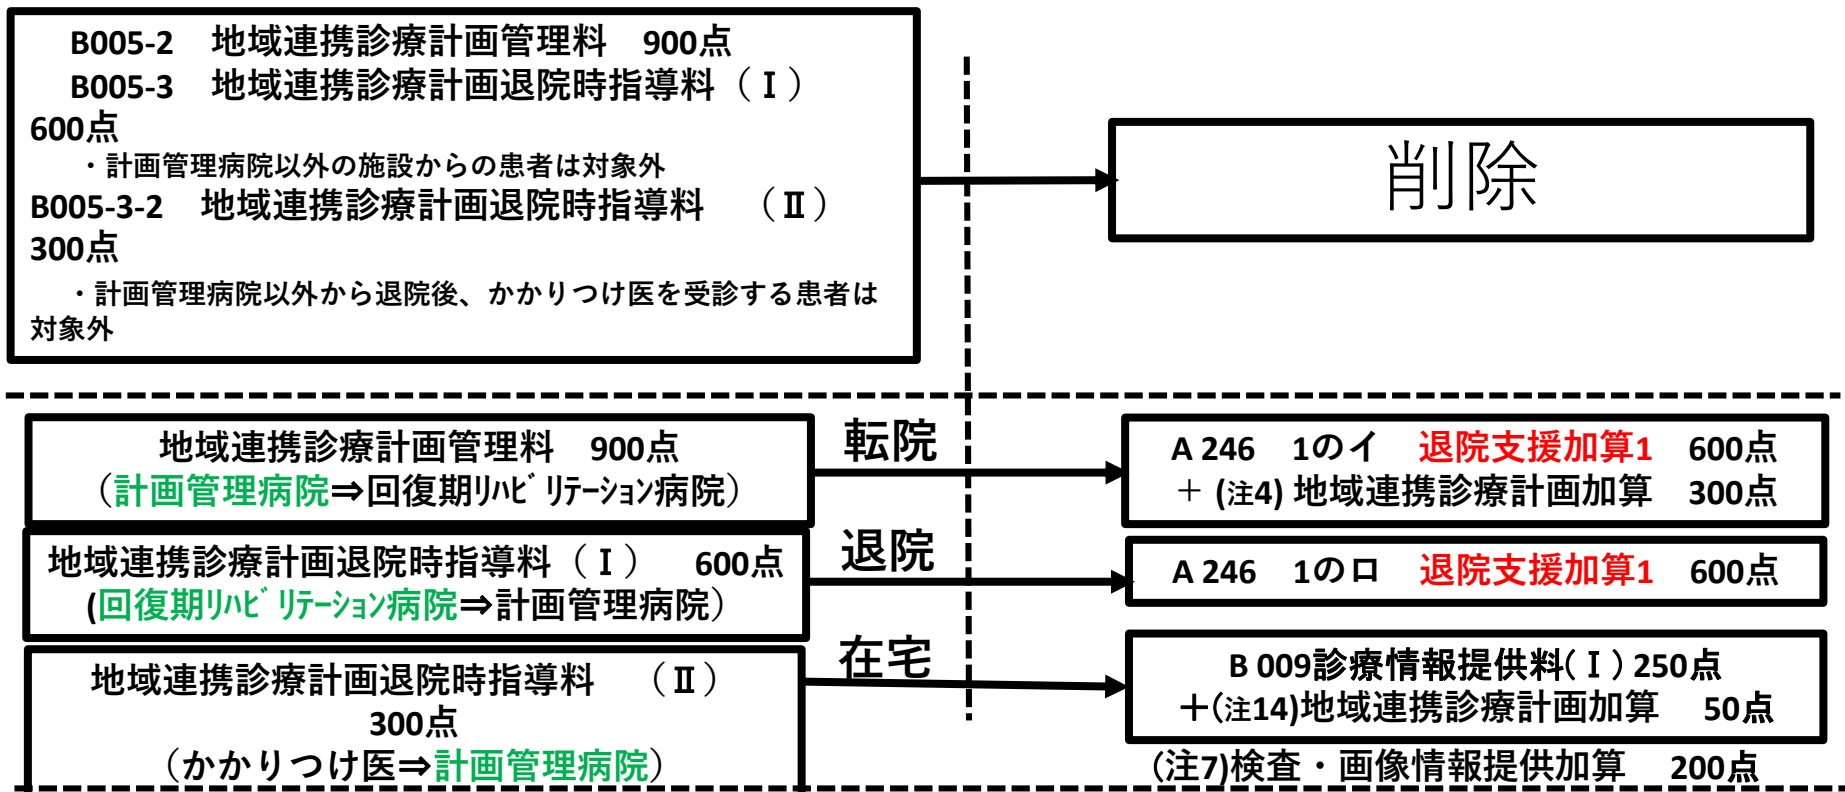 B005-2　地域連携診療計画管理料　900点
B005-3　地域連携診療計画退院時指導料（Ⅰ）
600点
・計画管理病院以外の施設からの患者は対象外
B005-3-2　地域連携診療計画退院時指導料　（Ⅱ）
300点
・計画管理病院以外から退院後、かかりつけ医を受診する患者は
対象外
削除
地域連携診療計画管理料　900点
（計画管理病院⇒回復期ﾘﾊﾋﾞﾘﾃｰｼｮﾝ病院）
転院
A 246　1のイ　退院支援加算1　600点
＋ (注4) 地域連携診療計画加算　300点
地域連携診療計画退院時指導料（Ⅰ）　600点
(回復期ﾘﾊﾋﾞﾘﾃｰｼｮﾝ病院⇒計画管理病院）
退院
A 246　1のロ　退院支援加算1　600点
地域連携診療計画退院時指導料　（Ⅱ）
300点
（かかりつけ医⇒計画管理病院）
在宅
B 009診療情報提供料(Ⅰ) 250点
＋(注14)地域連携診療計画加算　50点
(注7)検査・画像情報提供加算　200点